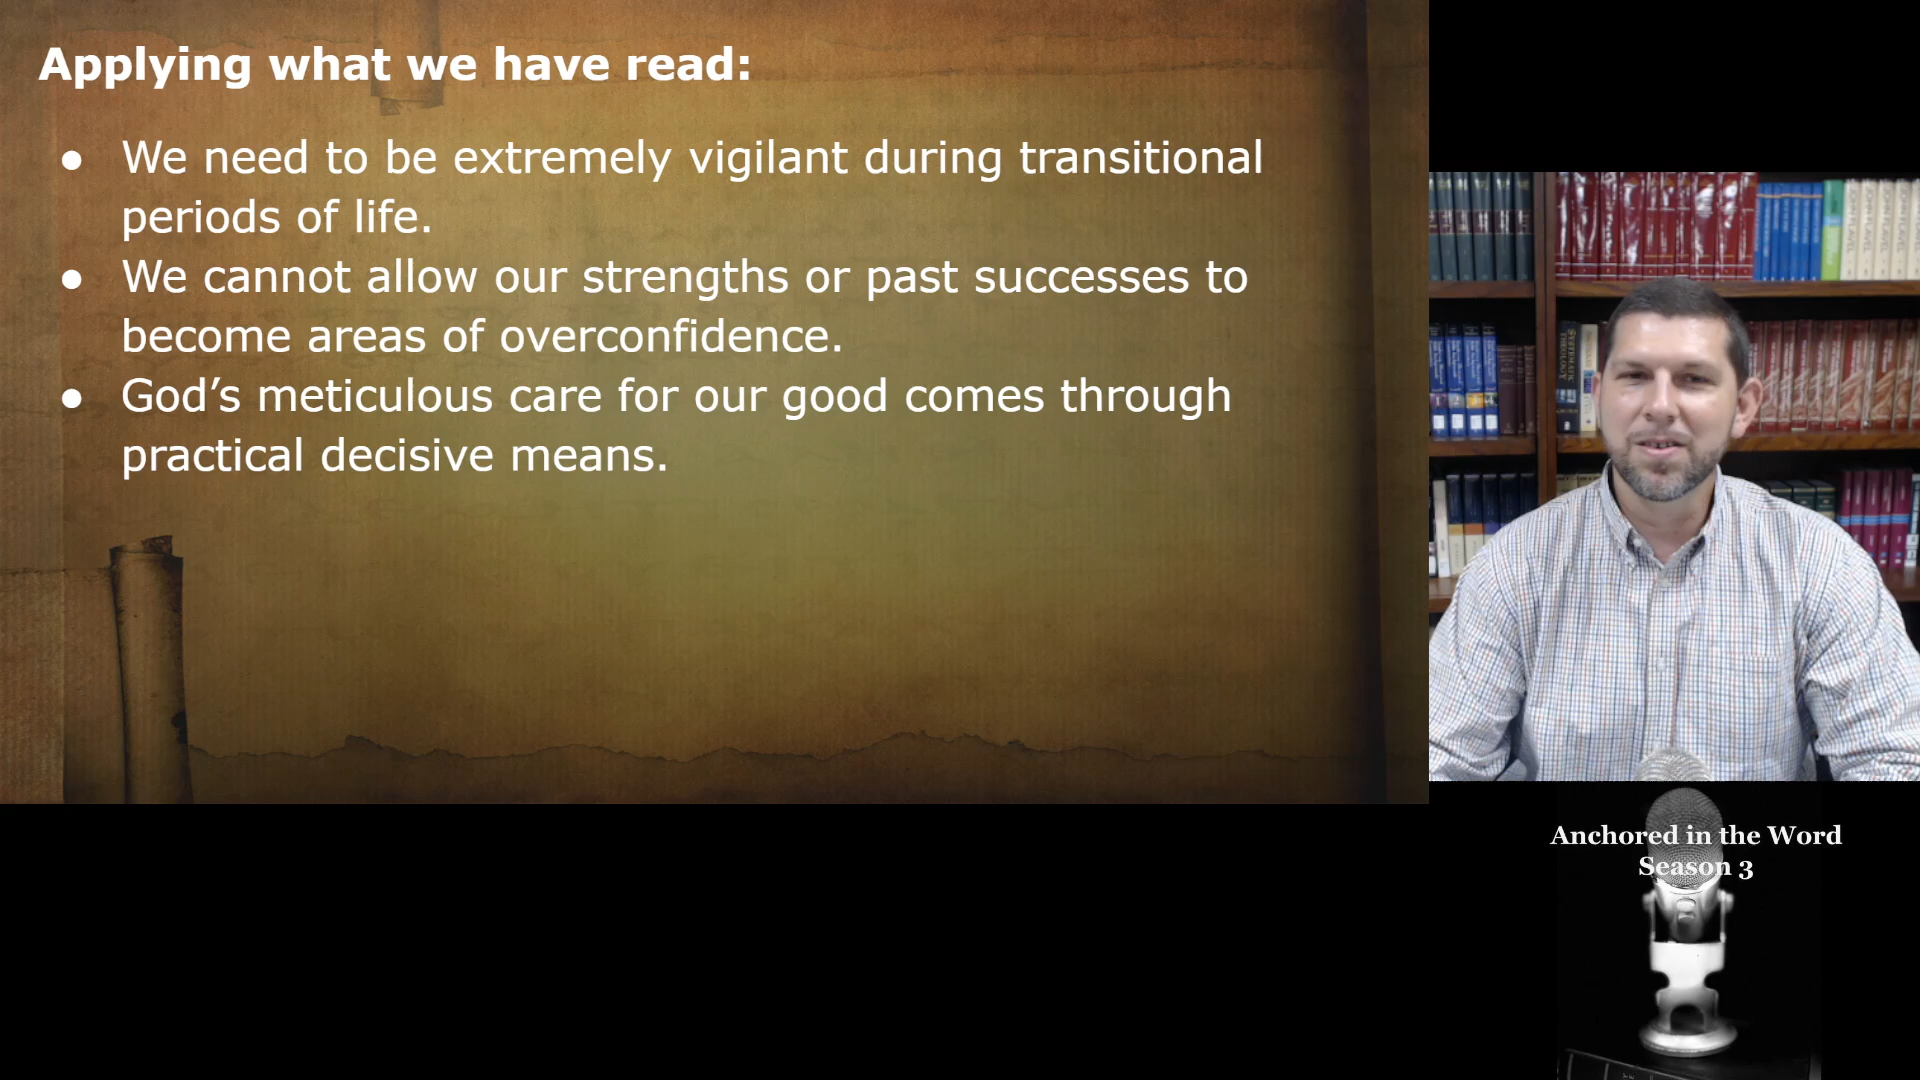 Applying what we have read:
● We need to be extremely vigilant during transitional
periods of life.
● We cannot allow our strengths or past successes to
become areas of overconfidence.
● God’s meticulous care for our good comes through
practical decisive means.
SYSTEMATIC THEOLOGY
Anchored in the Word
Season 3